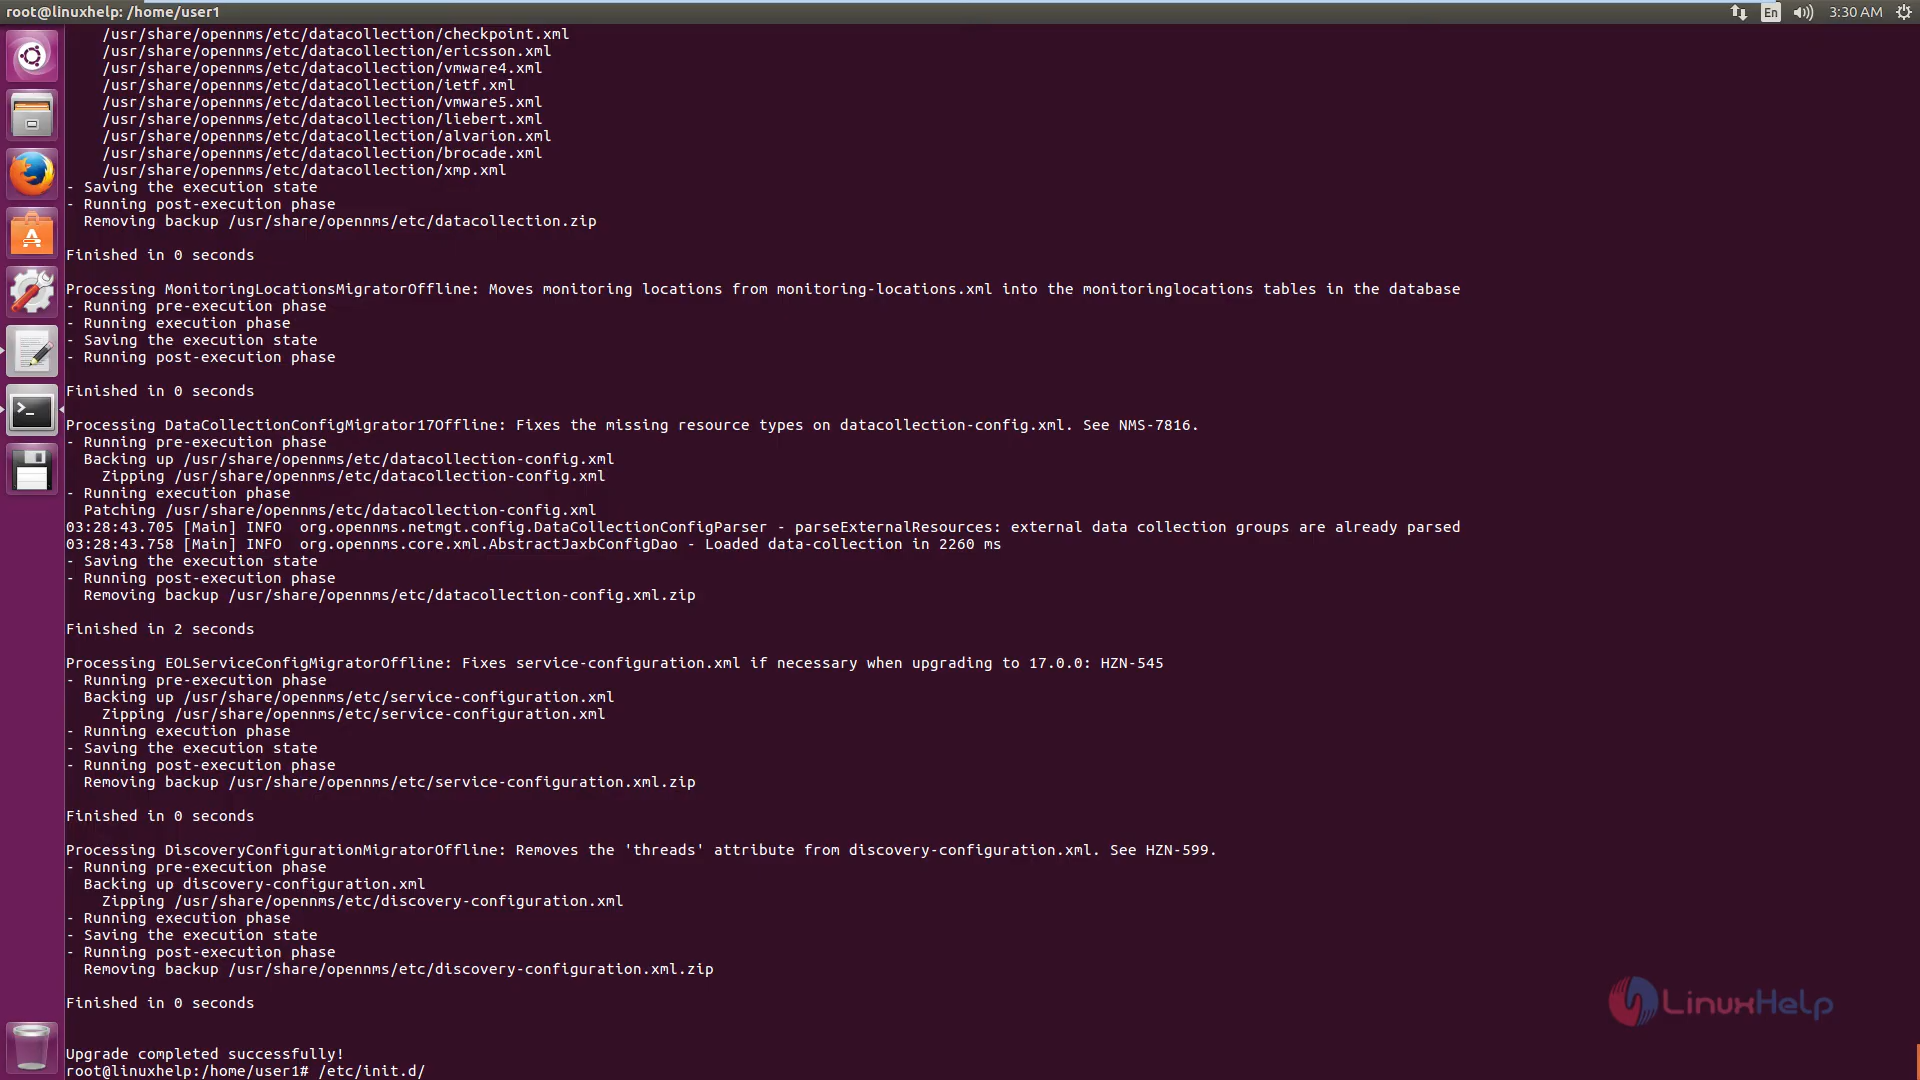 root@linuxhelp: /home/user1
En
3:30 AM
/usr/share/opennms/etc/datacollection/checkpoint.xml
/usr/share/opennms/etc/datacollection/ericsson.xml
/usr/share/opennms/etc/datacollection/vmware4.xml
/usr/share/opennms/etc/datacollection/ietf.xml
/usr/share/opennms/etc/datacollection/vmware5.xml
/usr/share/opennms/etc/datacollection/liebert.xml
/usr/share/opennms/etc/datacollection/alvarion.xml
/usr/share/opennms/etc/datacollection/brocade.xml
/usr/share/opennms/etc/datacollection/xmp.xml
- Saving the execution state
- Running post-execution phase
Removing backup /usr/share/opennms/etc/datacollection.zip
Finished in 0 seconds
Processing MonitoringLocationsMigratorOffline: Moves monitoring locations from monitoring-locations.xml into the monitoringlocations tables in the database
- Running pre-execution phase
- Running execution phase
- Saving the execution state
- Running post-execution phase
Finished in 0 seconds
Processing DataCollectionConfigMigrator17Offline: Fixes the missing resource types on datacollection-config.xml. See NMS-7816.
- Running pre-execution phase
Backing up /usr/share/opennms/etc/datacollection-config.xml
Zipping /usr/share/opennms/etc/datacollection-config.xml
- Running execution phase
Patching /usr/share/opennms/etc/datacollection-config.xml
03:28:43.705 [Main] INFO  org.opennms.netmgt.config.DataCollectionConfigParser - parseExternalResources: external data collection groups are already parsed
03:28:43.758 [Main] INFO  org.opennms.core.xml.AbstractJaxbConfigDao - Loaded data-collection in 2260 ms
- Saving the execution state
- Running post-execution phase
Removing backup /usr/share/opennms/etc/datacollection-config.xml.zip
Finished in 2 seconds
Processing EOLServiceConfigMigratorOffline: Fixes service-configuration.xml if necessary when upgrading to 17.0.0: HZN-545
- Running pre-execution phase
Backing up /usr/share/opennms/etc/service-configuration.xml
Zipping /usr/share/opennms/etc/service-configuration.xml
- Running execution phase
- Saving the execution state
- Running post-execution phase
Removing backup /usr/share/opennms/etc/service-configuration.xml.zip
Finished in 0 seconds
Processing DiscoveryConfigurationMigratorOffline: Removes the 'threads' attribute from discovery-configuration.xml. See HZN-599.
- Running pre-execution phase
Backing up discovery-configuration.xml
Zipping /usr/share/opennms/etc/discovery-configuration.xml
- Running execution phase
- Saving the execution state
- Running post-execution phase
Removing backup /usr/share/opennms/etc/discovery-configuration.xml.zip
Finished in 0 seconds
LinuxHelp
Upgrade completed successfully!
root@linuxhelp:/home/user1# /etc/init.d/